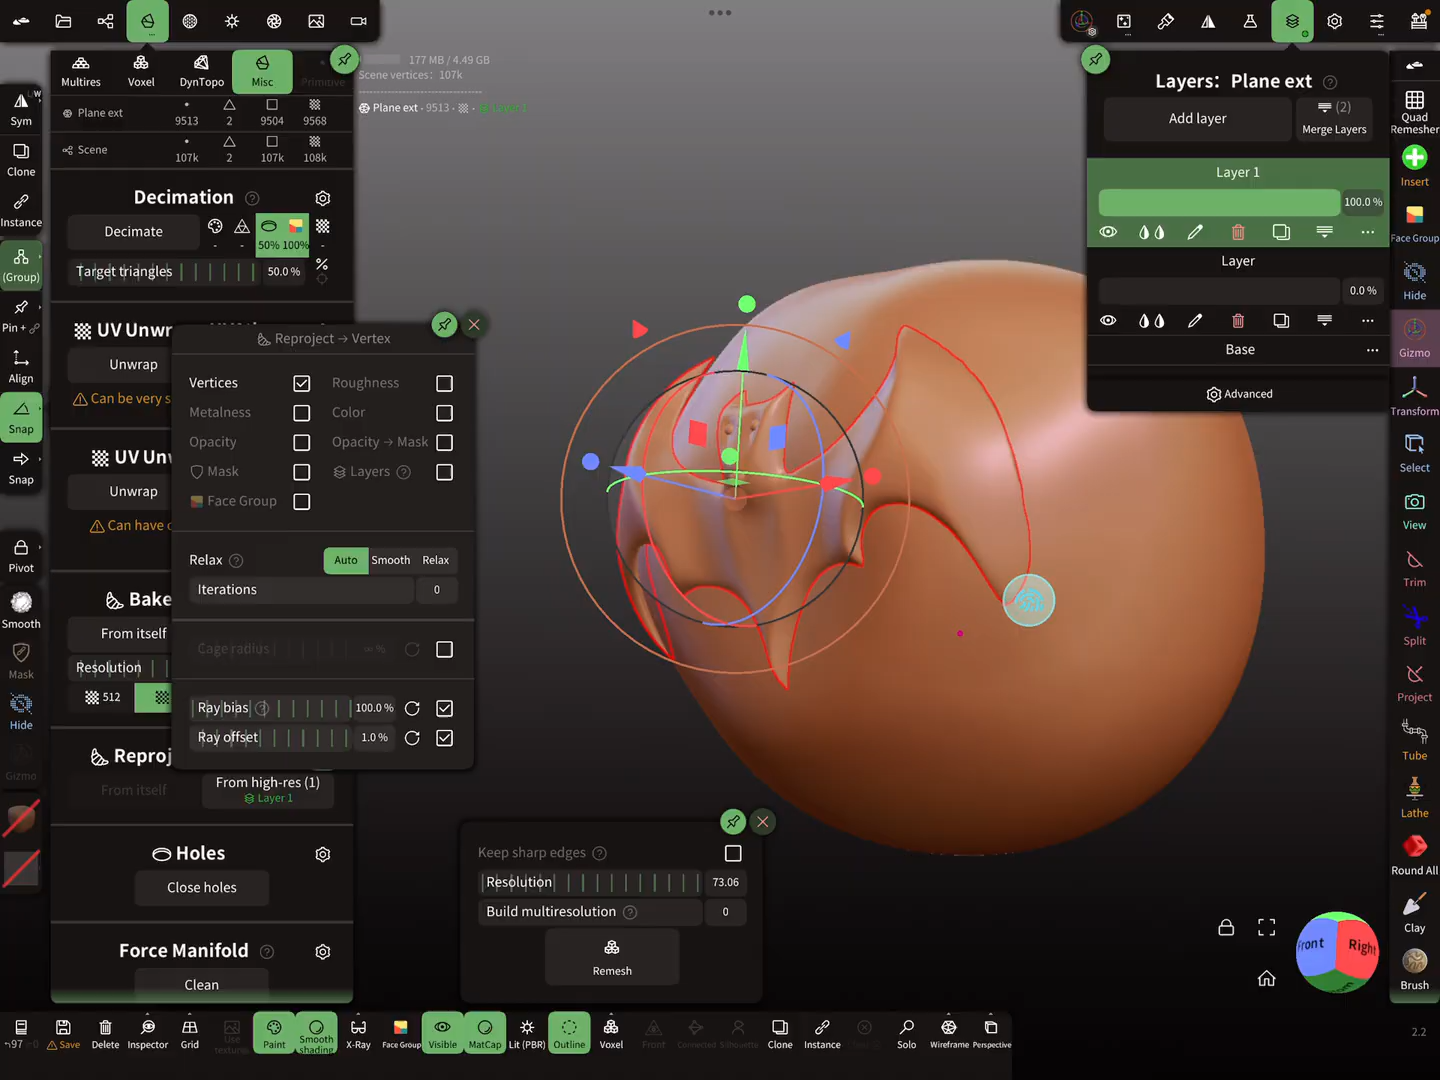 177 MB / 4.49 GB
Scene vertices: 107k
Plane ext · 9513 ·
Layer 1
Multires
Voxel
DynTopo
Misc
Primitive
Plane ext
9513
2
9504
9568
Scene
107k
2
107k
108k
Decimation
Decimate
-
-
50%
100%
-
Target triangles
50.0 %
%
UV Unwr
Unwrap
Can be very s
UV Un
Unwrap
Can have
Bake
From itself
Resolution
512
Reproj
From itself
From high-res (1)
Layer 1
Holes
Close holes
Force Manifold
Clean
Sym
Clone
Instance
(Group)
Pin +
Align
Snap
Snap
Pivot
Smooth
Mask
Hide
Gizmo
Reproject → Vertex
Vertices
Roughness
Metalness
Color
Opacity
Opacity → Mask
Mask
Layers
Face Group
Relax
Auto
Smooth
Relax
Iterations
0
Cage radius
∞ %
Ray bias
100.0 %
Ray offset
1.0 %
Keep sharp edges
Resolution
73.06
Build multiresolution
0
Remesh
Layers: Plane ext
Add layer
(2)
Merge Layers
Layer 1
100.0 %
Layer
0.0 %
Base
Advanced
Quad
Remesher
Insert
Face Group
Hide
Gizmo
Transform
Select
View
Trim
Split
Project
Tube
Lathe
Round All
Clay
Brush
Front
Right
2.2
Save
Delete
Inspector
Grid
Use
textures
Paint
Smooth
shading
X-Ray
Face Group
Visible
MatCap
Lit (PBR)
Outline
Voxel
Front
Connected
Silhouette
Clone
Instance
Solo
Wireframe
Perspective